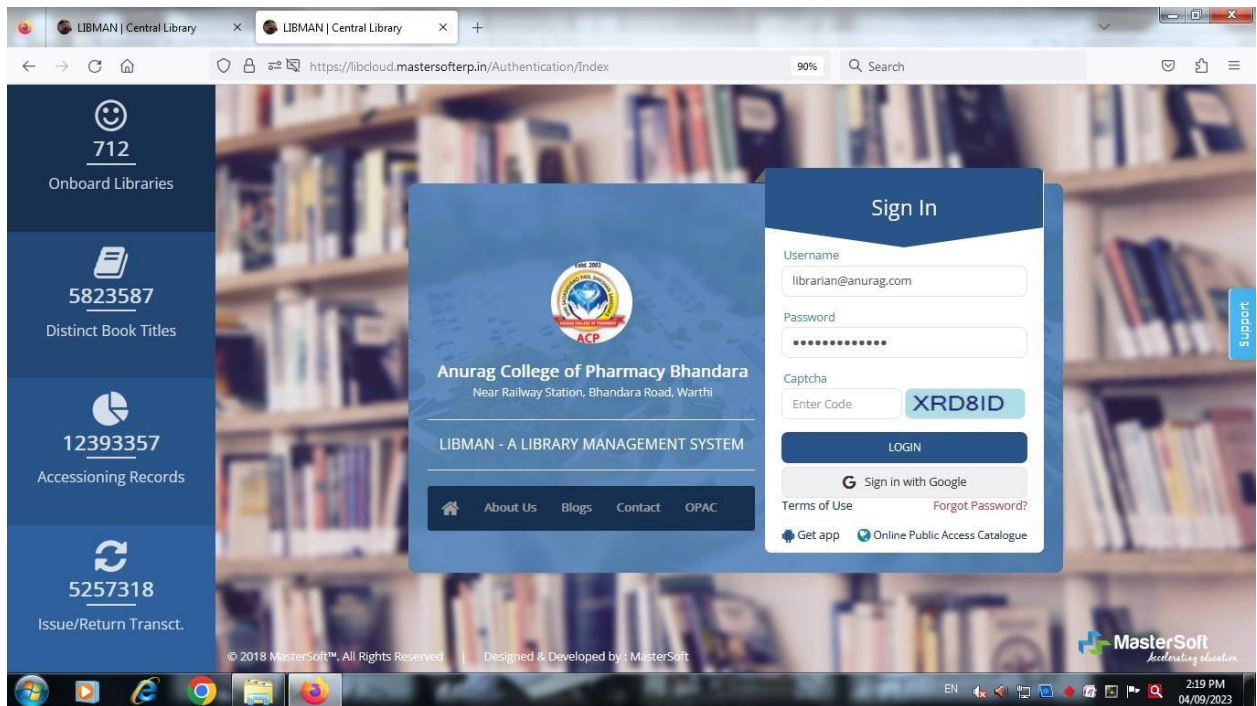 LIBMAN | Central Library
LIBMAN | Central Library
https://libcloud.mastersofterp.in/Authentication/Index
90%
Search
712
Onboard Libraries
5823587
Distinct Book Titles
12393357
Accessioning Records
5257318
Issue/Return Transct.
Estd. 2003
ACP
Anurag College of Pharmacy Bhandara
Near Railway Station, Bhandara Road, Warthi
LIBMAN - A LIBRARY MANAGEMENT SYSTEM
About Us Blogs Contact OPAC
Sign In
Username
librarian@anurag.com
Password
•••••••••••••
Captcha
Enter Code XRD8ID
LOGIN
G Sign in with Google
Terms of Use Forgot Password?
Get app Online Public Access Catalogue
Support
© 2018 MasterSoft™. All Rights Reserved | Designed & Developed by : MasterSoft
MasterSoft
Accelerating education...
EN
2:19 PM
04/09/2023